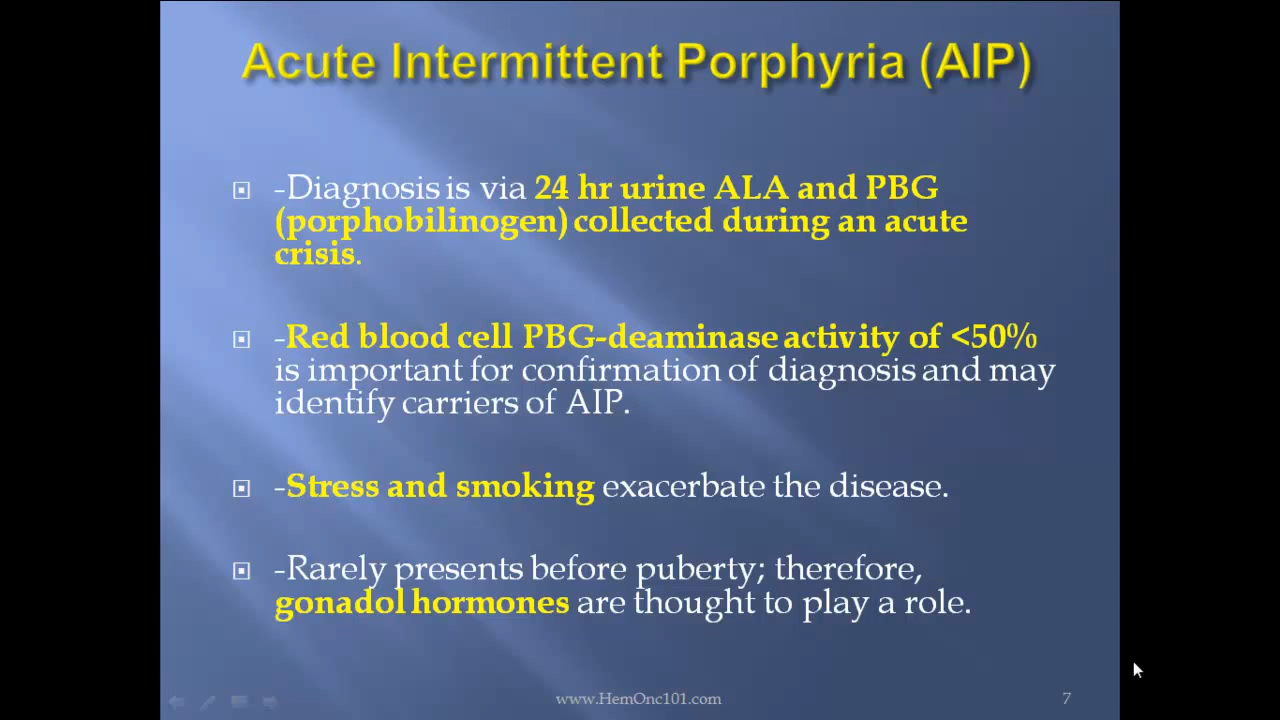 Acute Intermittent Porphyria (AIP)
-Diagnosis is via 24 hr urine ALA and PBG
(porphobilinogen) collected during an acute
crisis.
-Red blood cell PBG-deaminase activity of <50%
is important for confirmation of diagnosis and may
identify carriers of AIP.
-Stress and smoking exacerbate the disease.
-Rarely presents before puberty; therefore,
gonadol hormones are thought to play a role.
www.HemOnc101.com
7